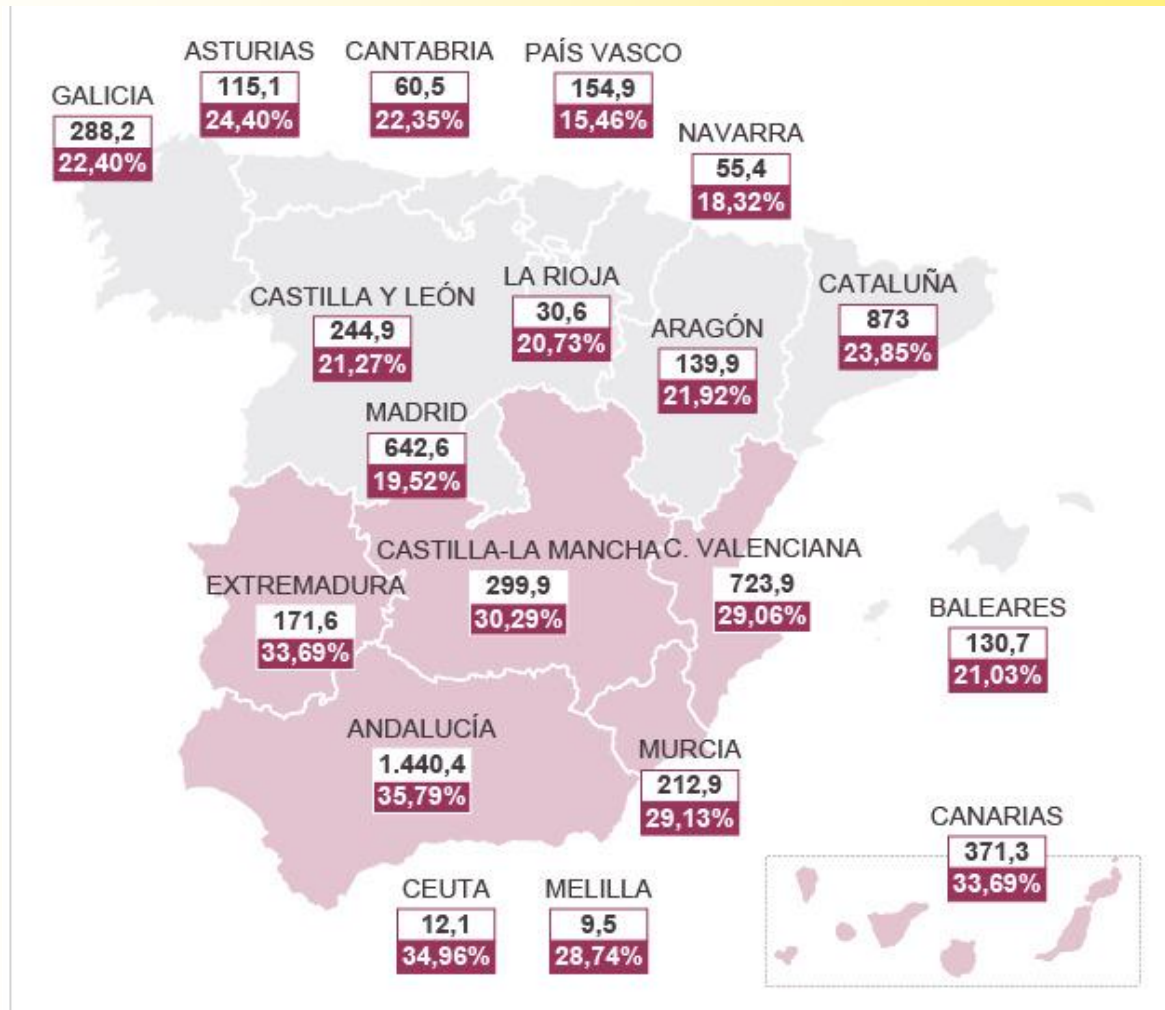 ASTURIAS
115,1
24,40%
CANTABRIA
60,5
22,35%
PAÍS VASCO
154,9
15,46%
GALICIA
288,2
22,40%
NAVARRA
55,4
18,32%
CASTILLA Y LEÓN
244,9
21,27%
LA RIOJA
30,6
20,73%
ARAGÓN
139,9
21,92%
CATALUÑA
873
23,85%
MADRID
642,6
19,52%
CASTILLA-LA MANCHA
299,9
30,29%
C. VALENCIANA
723,9
29,06%
EXTREMADURA
171,6
33,69%
BALEARES
130,7
21,03%
ANDALUCÍA
1.440,4
35,79%
MURCIA
212,9
29,13%
CANARIAS
371,3
33,69%
CEUTA
12,1
34,96%
MELILLA
9,5
28,74%